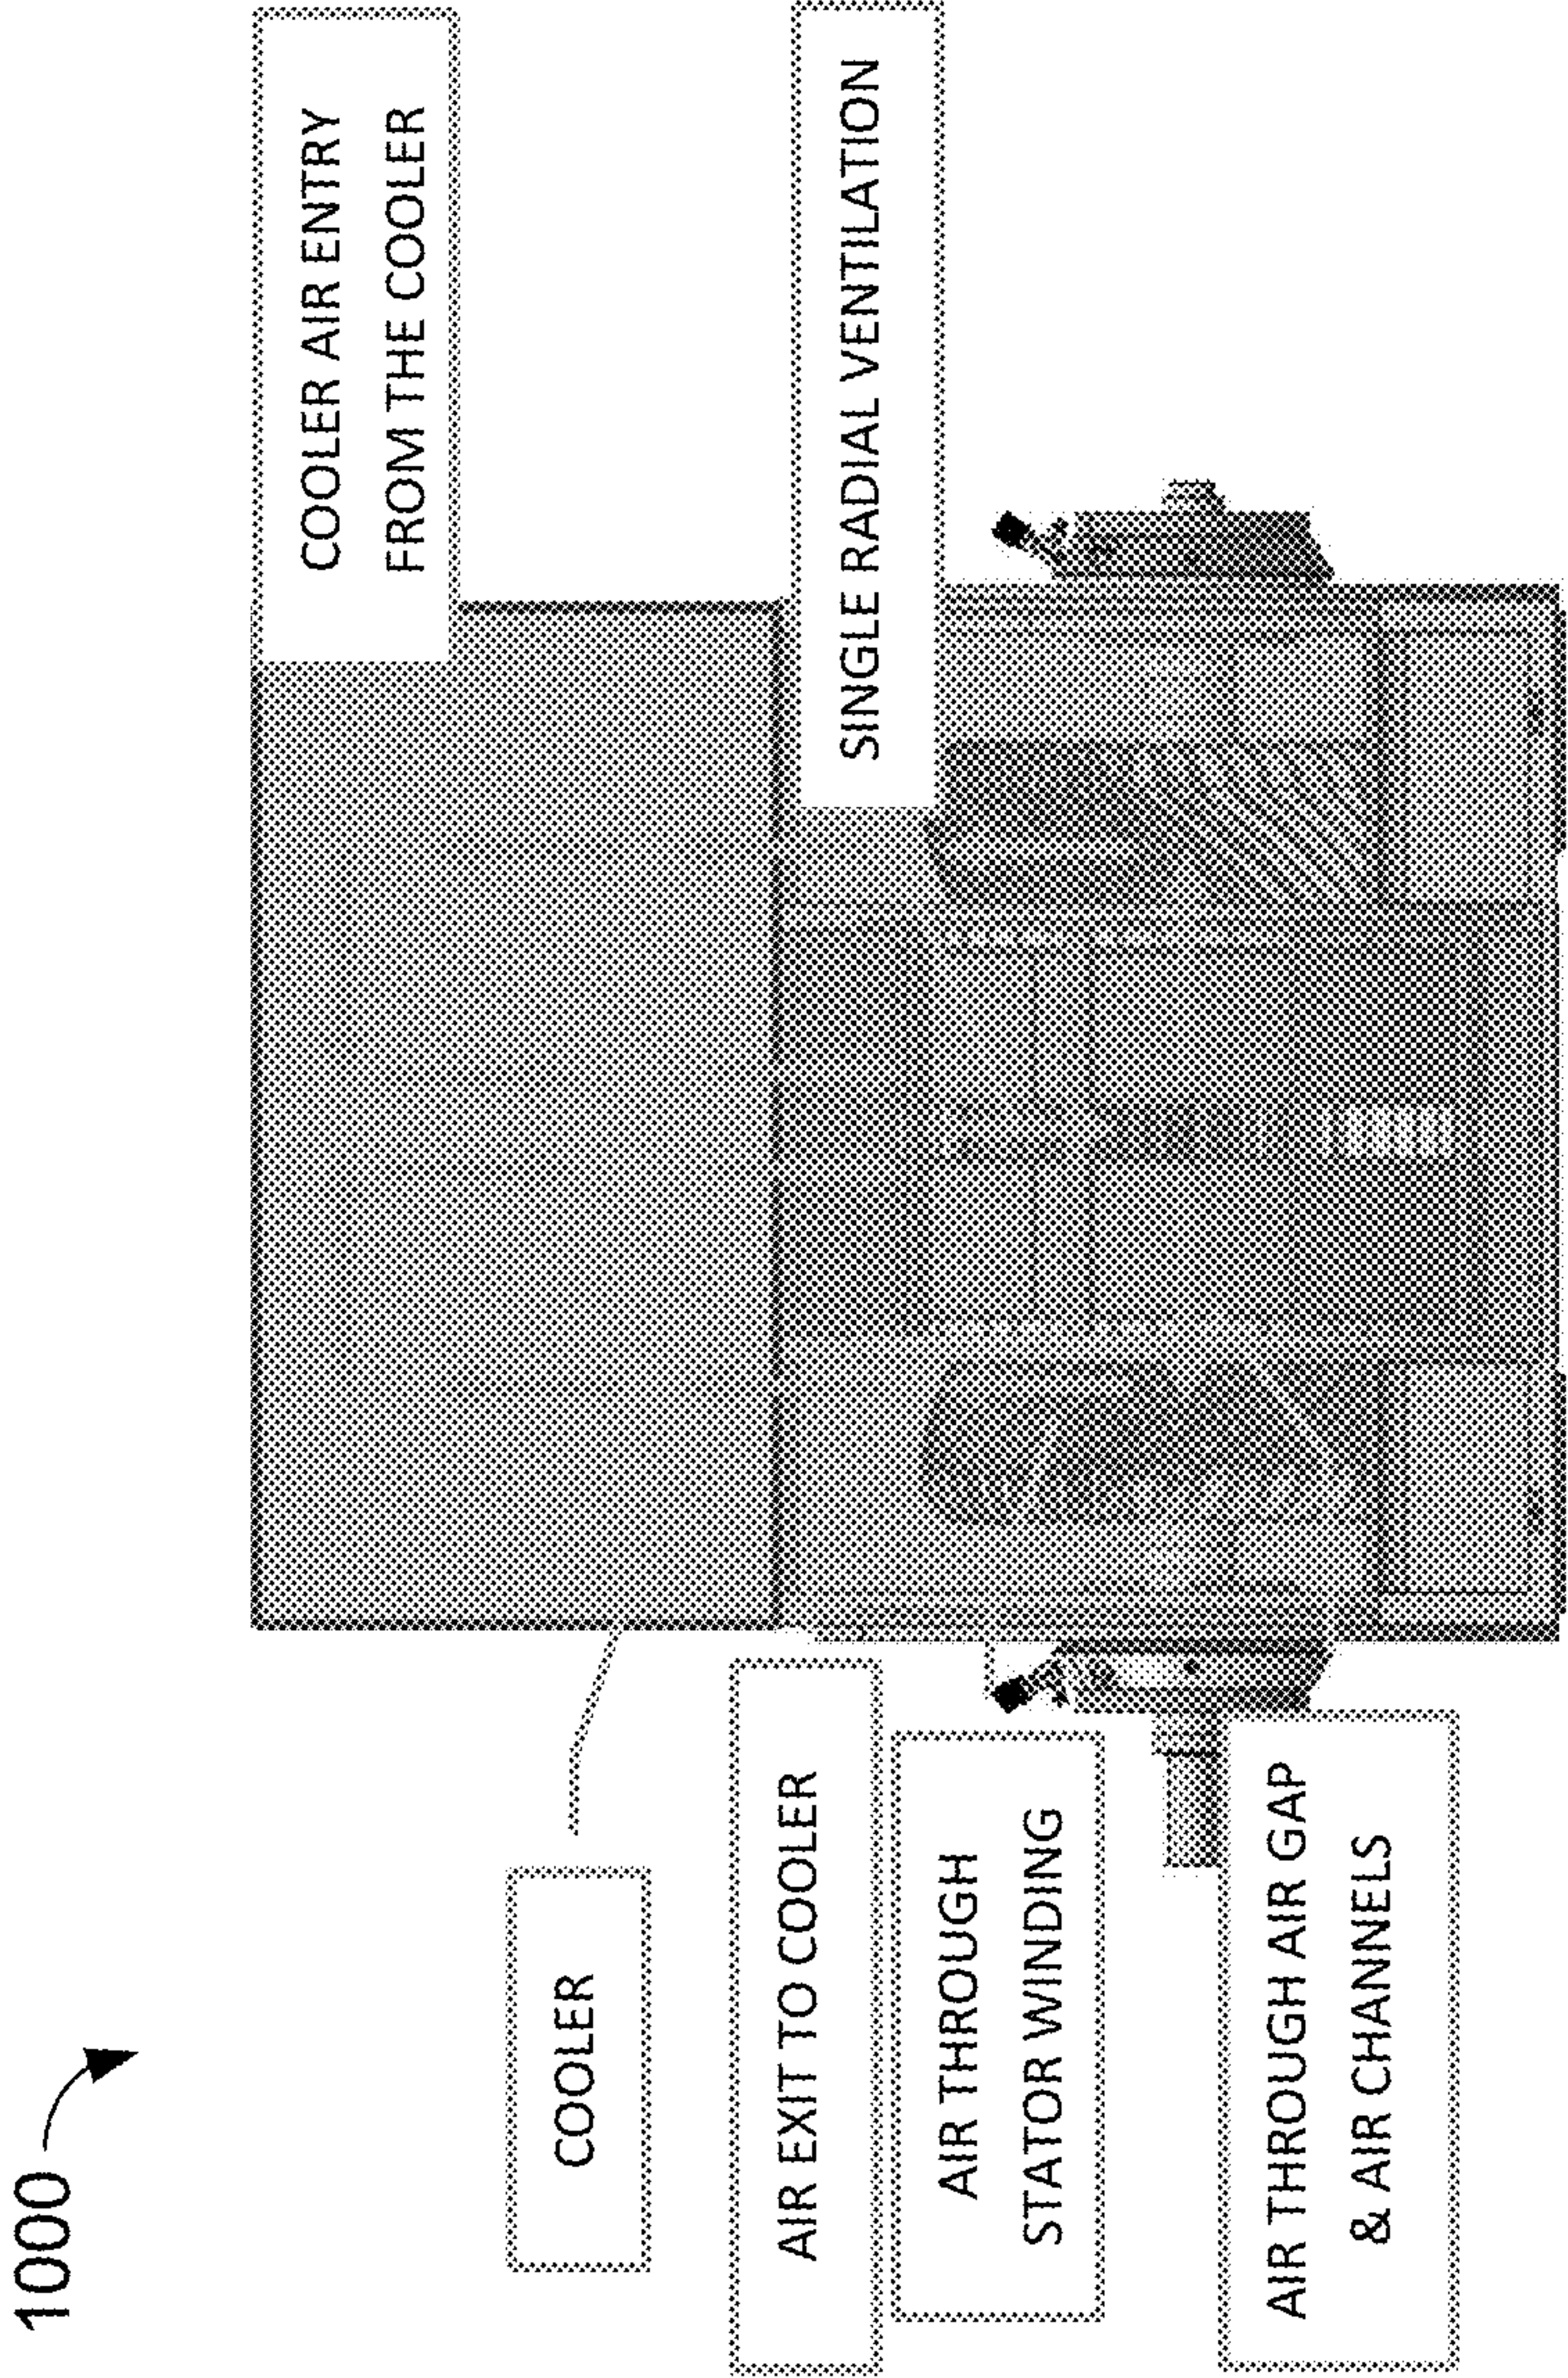 1000
COOLER
AIR EXIT TO COOLER
AIR THROUGH
STATOR WINDING
AIR THROUGH AIR GAP
& AIR CHANNELS
COOLER AIR ENTRY
FROM THE COOLER
SINGLE RADIAL VENTILATION